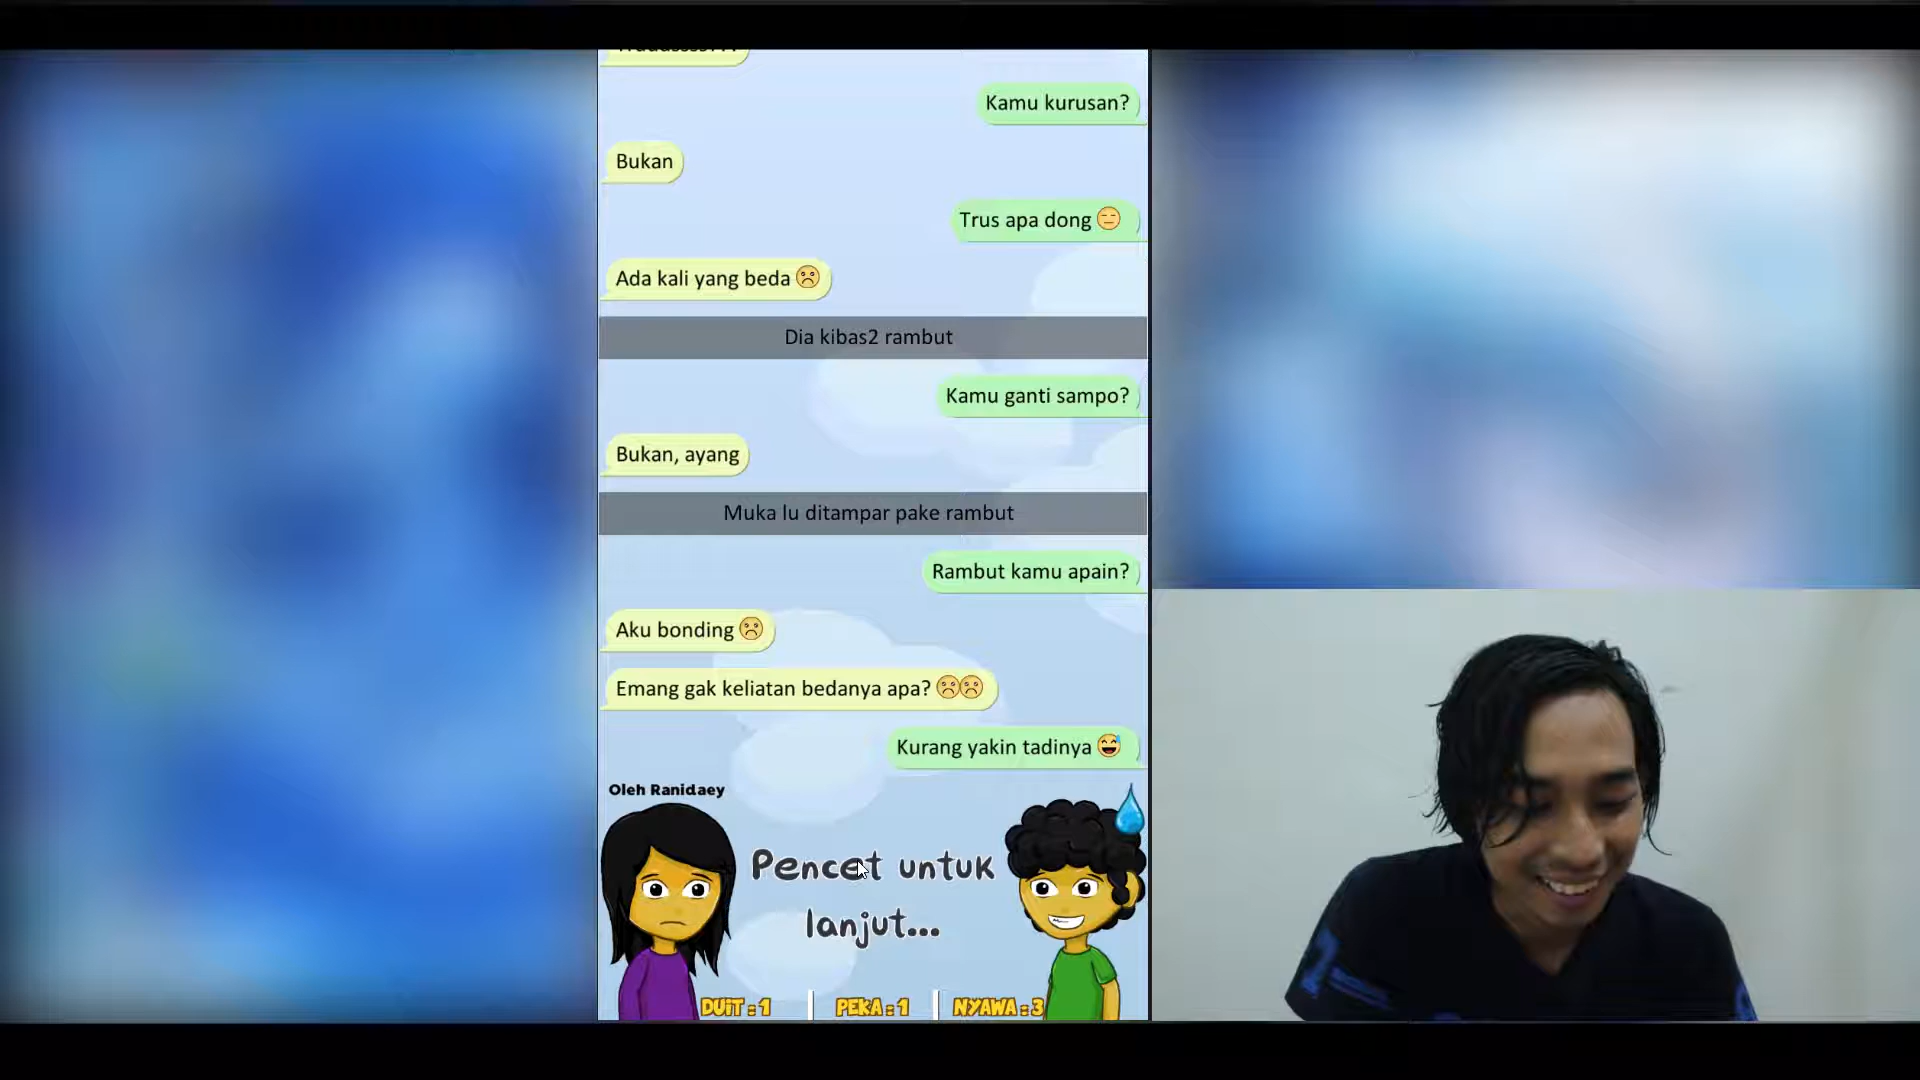 Kamu kurusan?
Bukan
Trus apa dong
Ada kali yang beda
Dia kibas2 rambut
Kamu ganti sampo?
Bukan, ayang
Muka lu ditampar pake rambut
Rambut kamu apain?
Aku bonding
Emang gak keliatan bedanya apa?
Kurang yakin tadinya
Oleh Ranidaey
Pencet untuk
lanjut...
DUIT : 1
PEKA : 1
NYAWA : 3